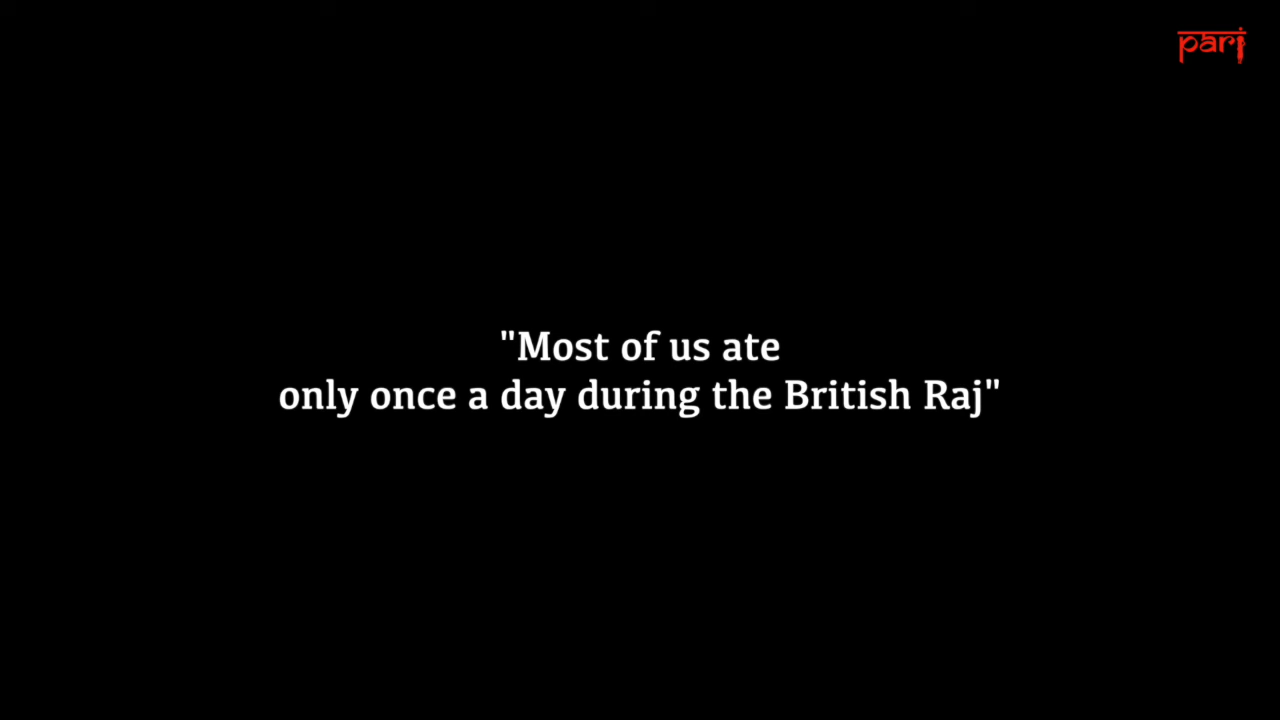 pari
"Most of us ate
only once a day during the British Raj"